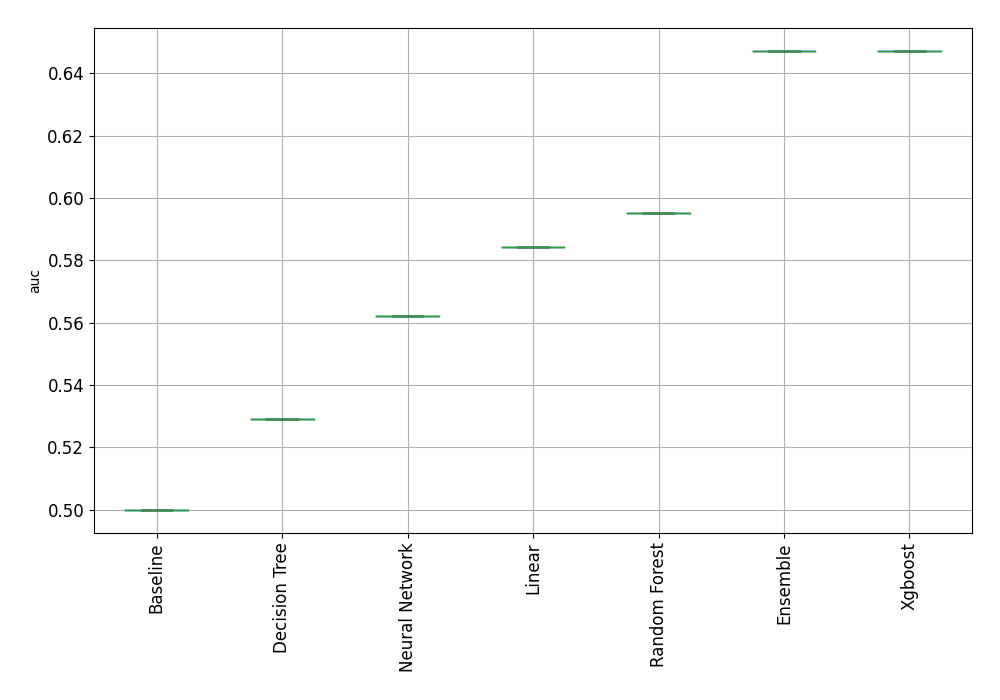 0.64
0.62
0.60
0.58
0.56
0.54
0.52
0.50
auc
Baseline
Decision Tree
Neural Network
Linear
Random Forest
Ensemble
Xgboost